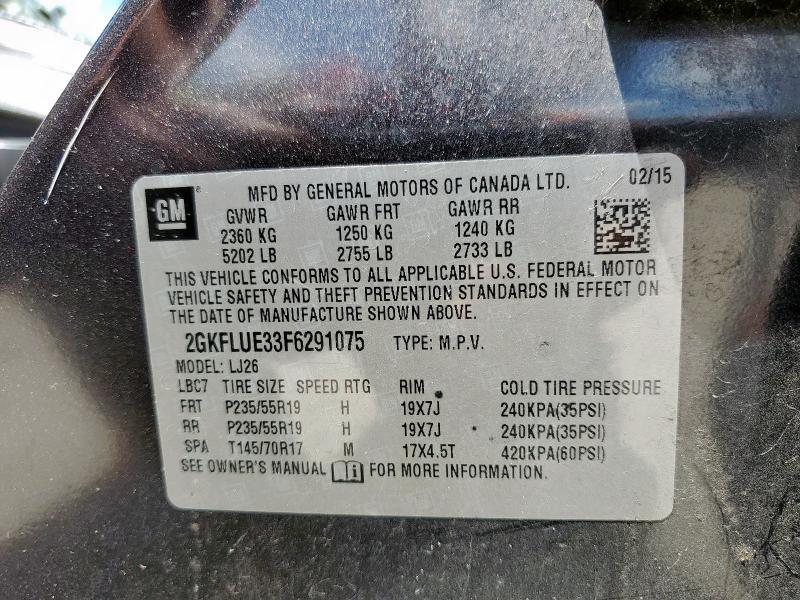 GM ® MFD BY GENERAL MOTORS OF CANADA LTD. 02/15
GVWR GAWR FRT GAWR RR
2360 KG 1250 KG 1240 KG
5202 LB 2755 LB 2733 LB
THIS VEHICLE CONFORMS TO ALL APPLICABLE U.S. FEDERAL MOTOR
VEHICLE SAFETY AND THEFT PREVENTION STANDARDS IN EFFECT ON
THE DATE OF MANUFACTURE SHOWN ABOVE.
2GKFLUE33F6291075 TYPE: M.P.V.
MODEL: LJ26
LBC7 TIRE SIZE SPEED RTG RIM COLD TIRE PRESSURE
FRT P235/55R19 H 19X7J 240KPA(35PSI)
RR P235/55R19 H 19X7J 240KPA(35PSI)
SPA T145/70R17 M 17X4.5T 420KPA(60PSI)
SEE OWNER'S MANUAL i FOR MORE INFORMATION.